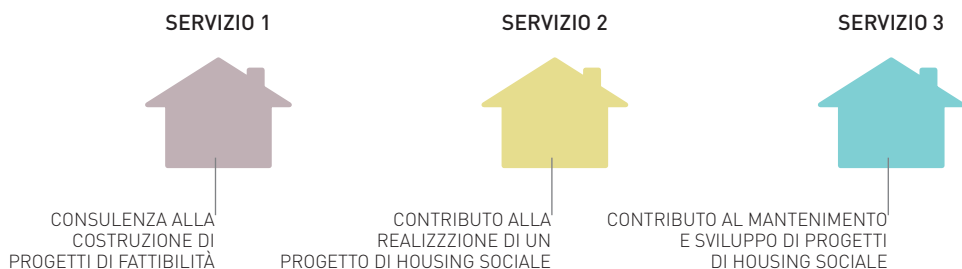 SERVIZIO 1
SERVIZIO 2
SERVIZIO 3
CONSULENZA ALLA
COSTRUZIONE DI
PROGETTI DI FATTIBILITÀ
CONTRIBUTO ALLA
REALIZZZIONE DI UN
PROGETTO DI HOUSING SOCIALE
CONTRIBUTO AL MANTENIMENTO
E SVILUPPO DI PROGETTI
DI HOUSING SOCIALE